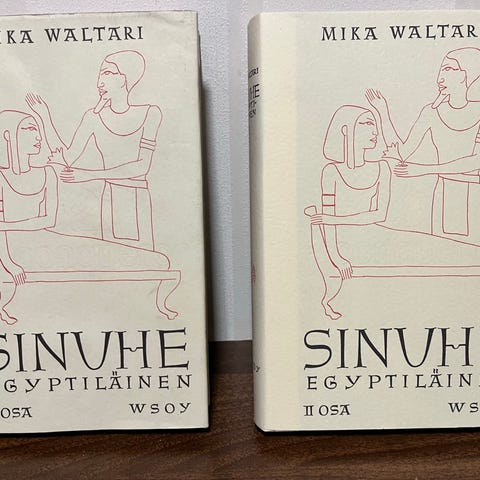 IKA WALTARI
SINUHE
EGYPTILÄINEN
OSA WSOY
MIKA WALTARI
SINUH
EGYPTILÄIN
II OSA WS